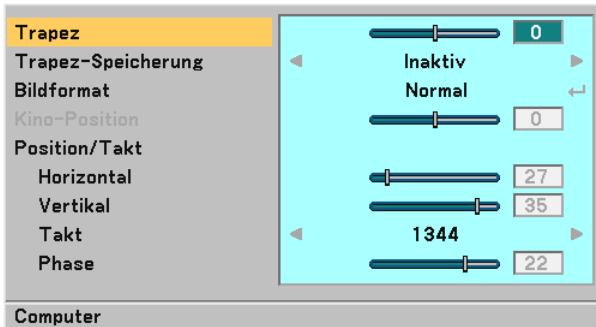 Trapez 0
Trapez-Speicherung Inaktiv
Bildformat Normal
Kino-Position 0
Position/Takt
Horizontal 27
Vertikal 35
Takt 1344
Phase 22
Computer